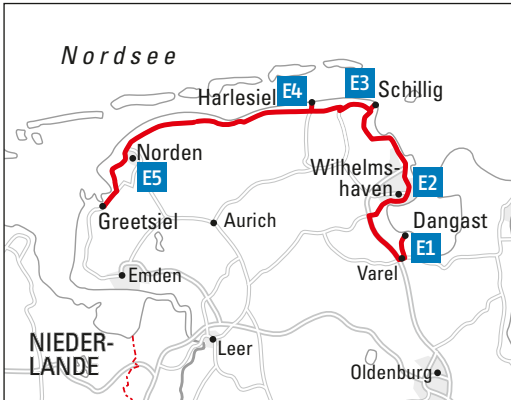 Nordsee
E3
E4
Schillig
Harlesiel
Norden
E5
Wilhelms-
haven
E2
Greetsiel
Aurich
Dangast
E1
Varel
Emden
NIEDER-
LANDE
Leer
Oldenburg